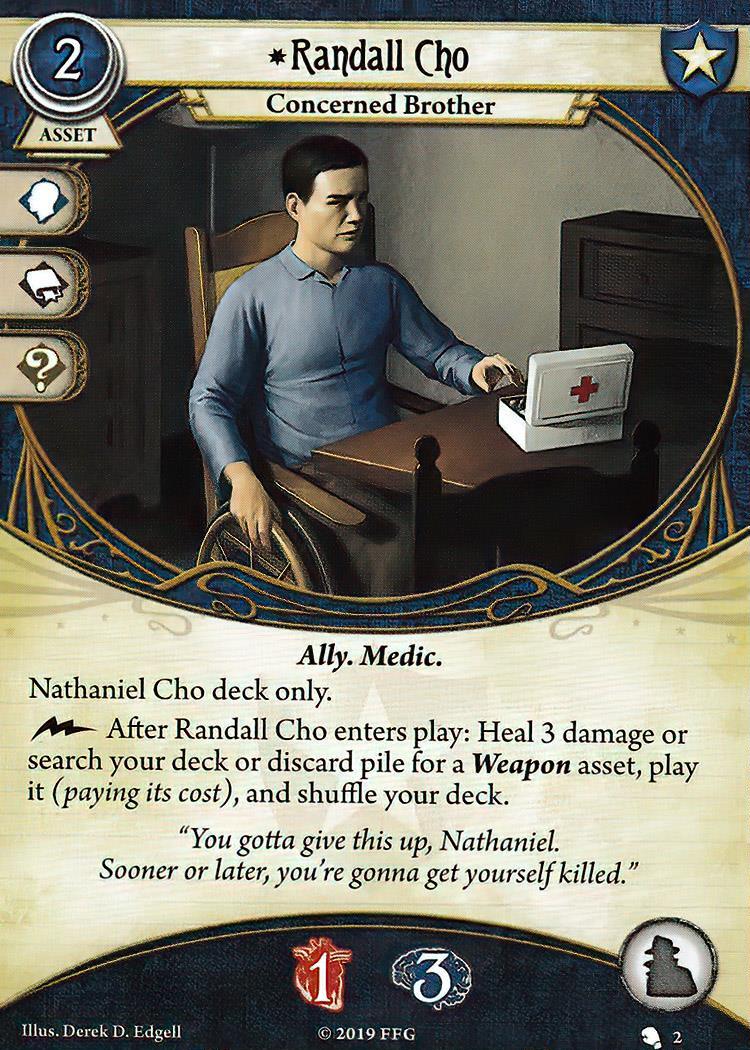 2
Randall Cho
Concerned Brother
ASSET
?
Ally. Medic.
Nathaniel Cho deck only.
After Randall Cho enters play: Heal 3 damage or
search your deck or discard pile for a Weapon asset, play
it (paying its cost), and shuffle your deck.
“You gotta give this up, Nathaniel.
Sooner or later, you’re gonna get yourself killed.”
1 3
Illus. Derek D. Edgell © 2019 FFG 2